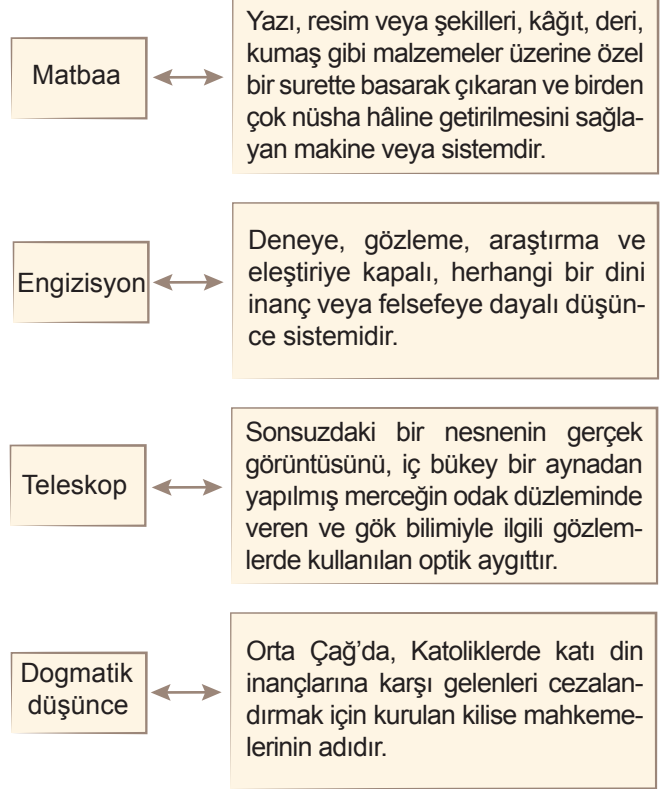 Matbaa
Yazı, resim veya şekilleri, kâğıt, deri,
kumaş gibi malzemeler üzerine özel
bir surette basarak çıkaran ve birden
çok nüsha hâline getirilmesini sağla-
yan makine veya sistemdir.
Engizisyon
Deneye, gözleme, araştırma ve
eleştiriye kapalı, herhangi bir dini
inanç veya felsefeye dayalı düşün-
ce sistemidir.
Teleskop
Sonsuzdaki bir nesnenin gerçek
görüntüsünü, iç bükey bir aynadan
yapılmış merceğin odak düzleminde
veren ve gök bilimiyle ilgili gözlem-
lerde kullanılan optik aygıttır.
Dogmatik
düşünce
Orta Çağ’da, Katoliklerde katı din
inançlarına karşı gelenleri cezalan-
dırmak için kurulan kilise mahkeme-
lerinin adıdır.